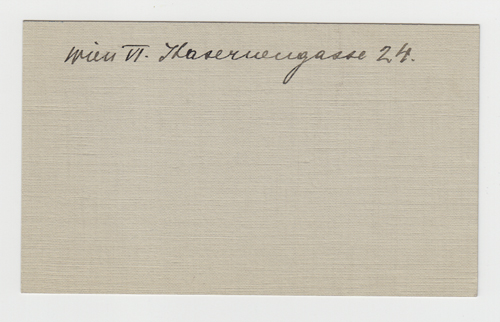 Wien VI. Kasernengasse 24.